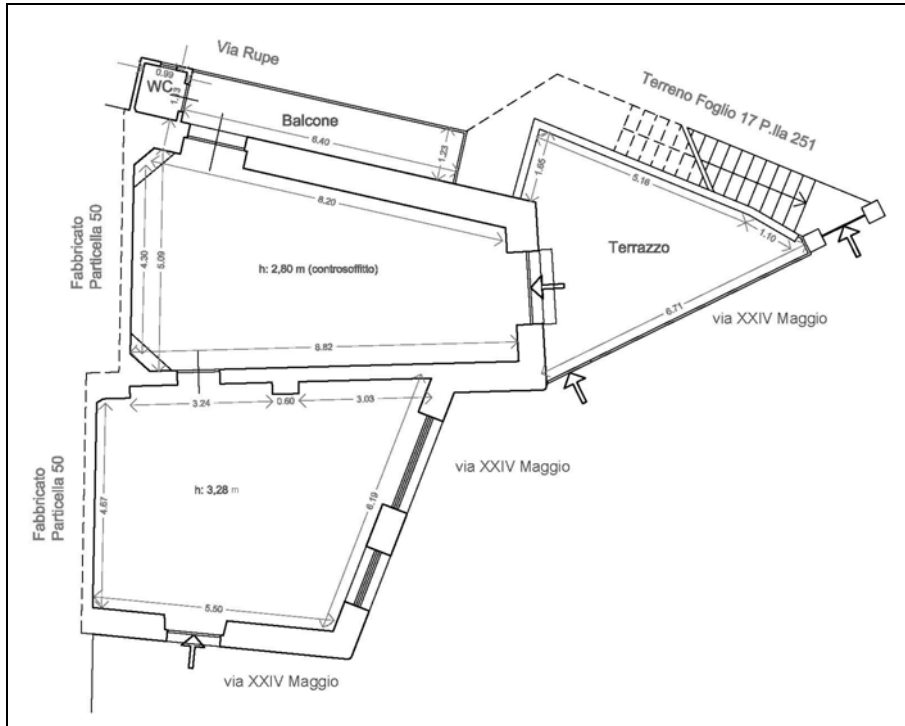 Via Rupe
0.99
WC
1.13
Balcone
6.40
1.23
Terreno Foglio 17 P.lla 251
1.65
5.16
1.10
Terrazzo
6.71
via XXIV Maggio
Fabbricato
Particella 50
4.30
5.09
8.20
h: 2,80 m (controsoffitto)
8.82
3.24
0.60
3.03
via XXIV Maggio
Fabbricato
Particella 50
4.67
h: 3,28 m
6.19
5.50
via XXIV Maggio